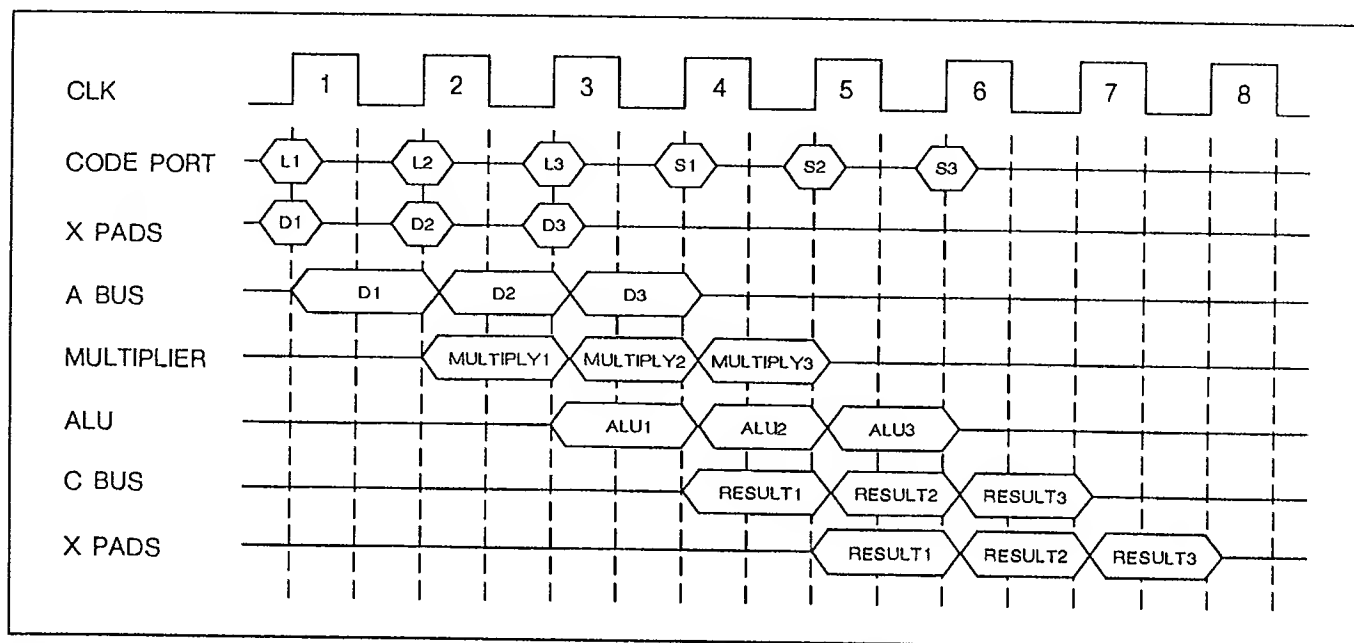 CLK 1 2 3 4 5 6 7 8
CODE PORT L1 L2 L3 S1 S2 S3
X PADS D1 D2 D3
A BUS D1 D2 D3
MULTIPLIER MULTIPLY1 MULTIPLY2 MULTIPLY3
ALU ALU1 ALU2 ALU3
C BUS RESULT1 RESULT2 RESULT3
X PADS RESULT1 RESULT2 RESULT3